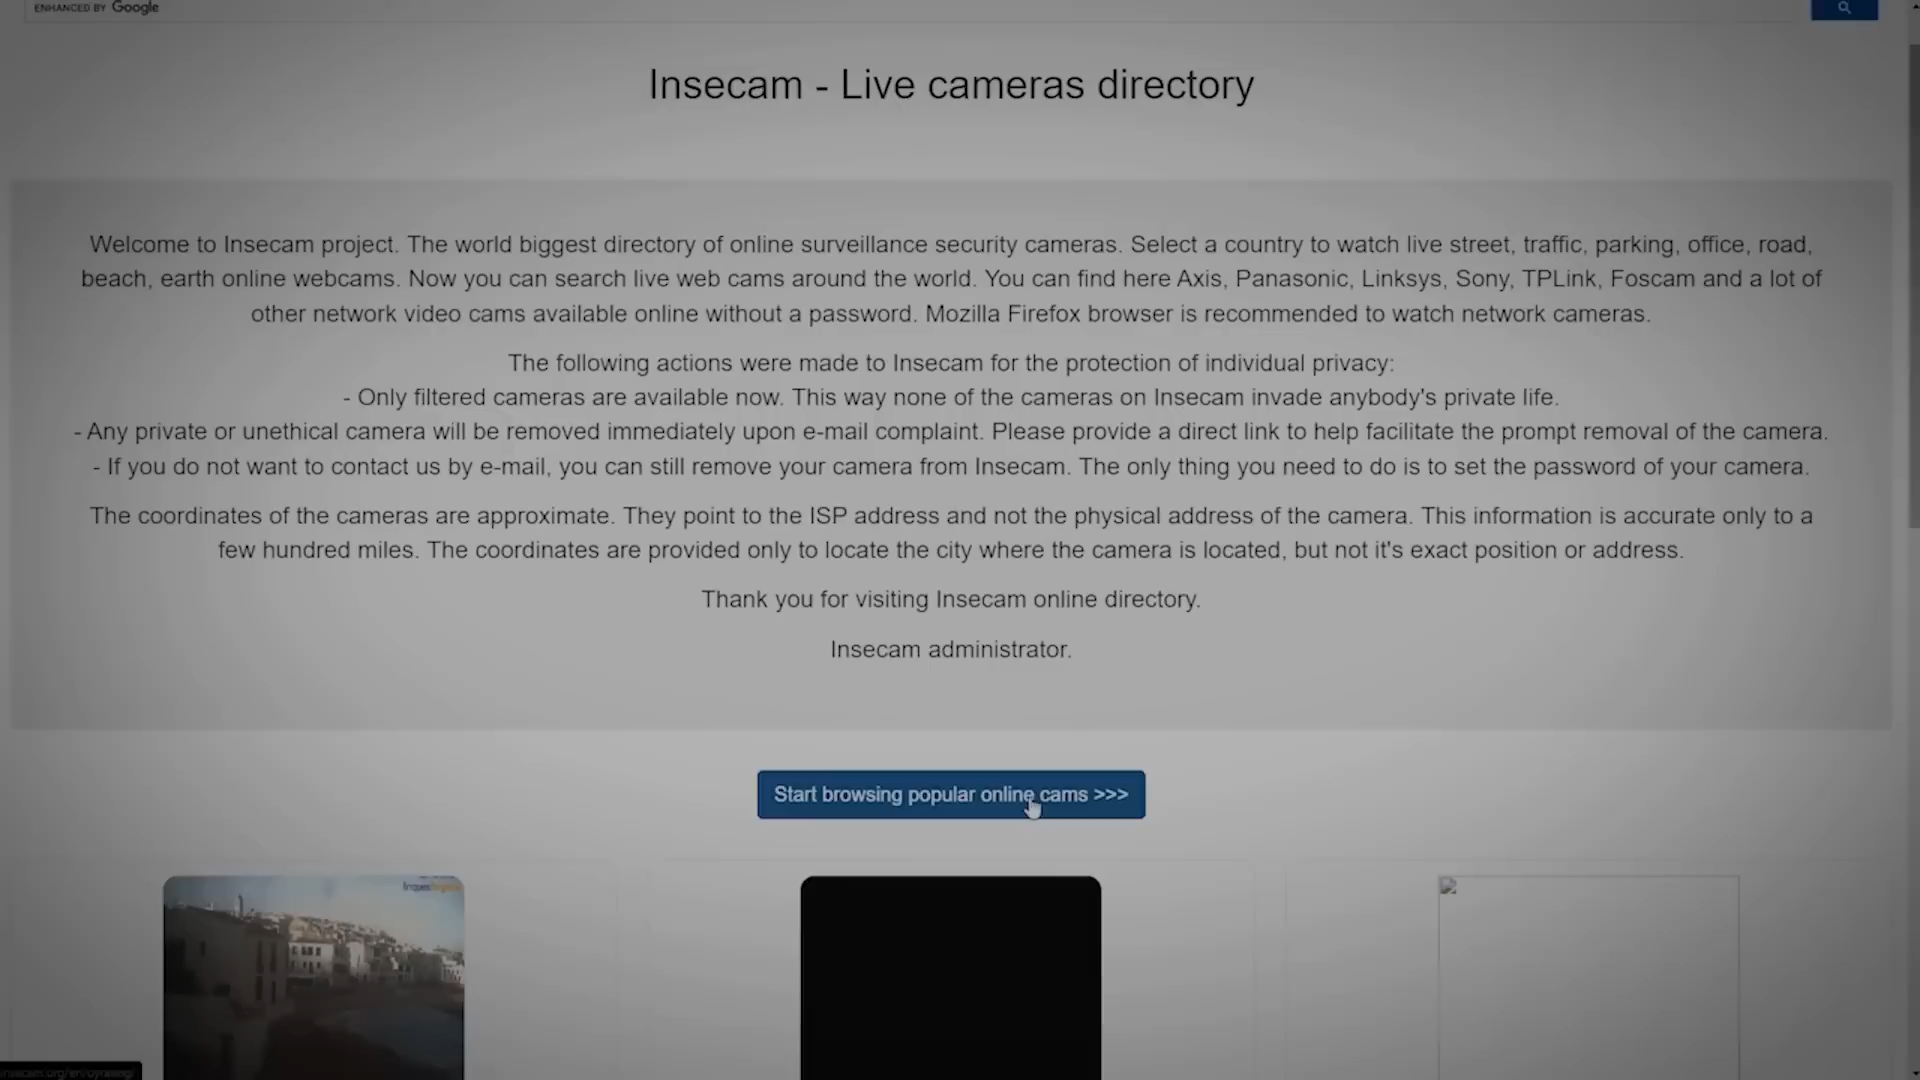 ENHANCED BY Google
Insecam - Live cameras directory
Welcome to Insecam project. The world biggest directory of online surveillance security cameras. Select a country to watch live street, traffic, parking, office, road,
beach, earth online webcams. Now you can search live web cams around the world. You can find here Axis, Panasonic, Linksys, Sony, TPLink, Foscam and a lot of
other network video cams available online without a password. Mozilla Firefox browser is recommended to watch network cameras.
The following actions were made to Insecam for the protection of individual privacy:
- Only filtered cameras are available now. This way none of the cameras on Insecam invade anybody's private life.
- Any private or unethical camera will be removed immediately upon e-mail complaint. Please provide a direct link to help facilitate the prompt removal of the camera.
- If you do not want to contact us by e-mail, you can still remove your camera from Insecam. The only thing you need to do is to set the password of your camera.
The coordinates of the cameras are approximate. They point to the ISP address and not the physical address of the camera. This information is accurate only to a
few hundred miles. The coordinates are provided only to locate the city where the camera is located, but not it's exact position or address.
Thank you for visiting Insecam online directory.
Insecam administrator.
Start browsing popular online cams >>>